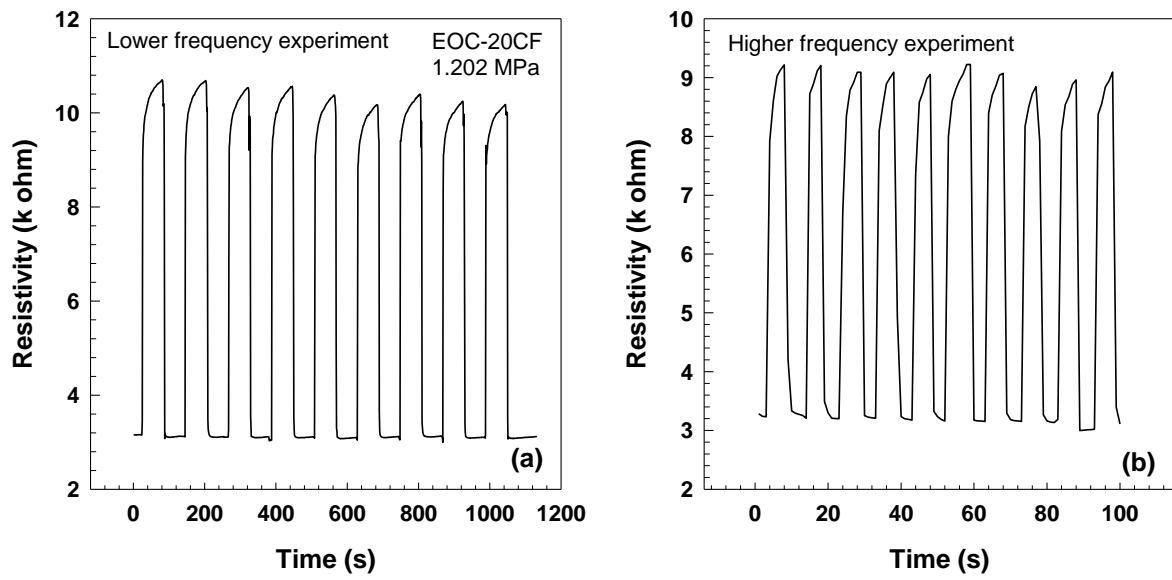 Lower frequency experiment
EOC-20CF
1.202 MPa
Resistivity (k ohm)
12
10
8
6
4
2
0 200 400 600 800 1000 1200
Time (s)
(a)
Higher frequency experiment
Resistivity (k ohm)
10
9
8
7
6
5
4
3
2
0 20 40 60 80 100
Time (s)
(b)